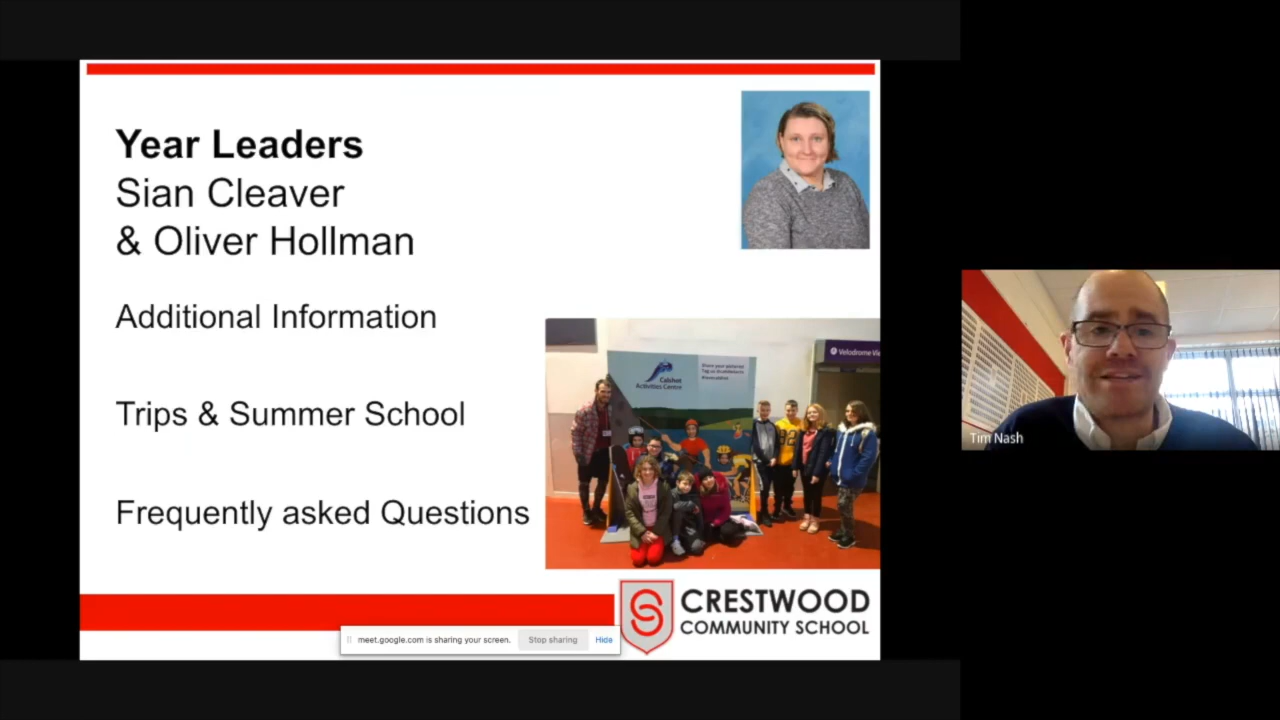 Year Leaders
Sian Cleaver
& Oliver Hollman
Additional Information
Trips & Summer School
Frequently asked Questions
Calshot
Activities Centre
Velodrome Vi
CRESTWOOD
COMMUNITY SCHOOL
meet.google.com is sharing your screen.
Stop sharing
Hide
Tim Nash